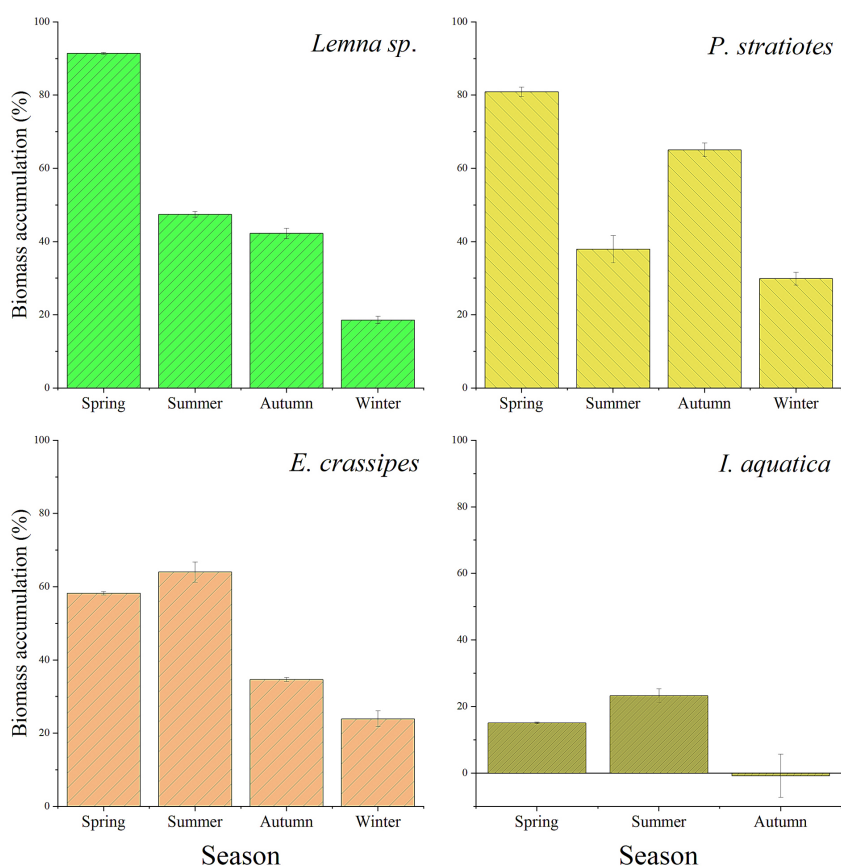 Lemna sp.
Biomass accumulation (%)
100
80
60
40
20
0
Spring Summer Autumn Winter
P. stratiotes
100
80
60
40
20
0
Spring Summer Autumn Winter
E. crassipes
Biomass accumulation (%)
100
80
60
40
20
0
Spring Summer Autumn Winter
Season
I. aquatica
100
80
60
40
20
0
Spring Summer Autumn
Season